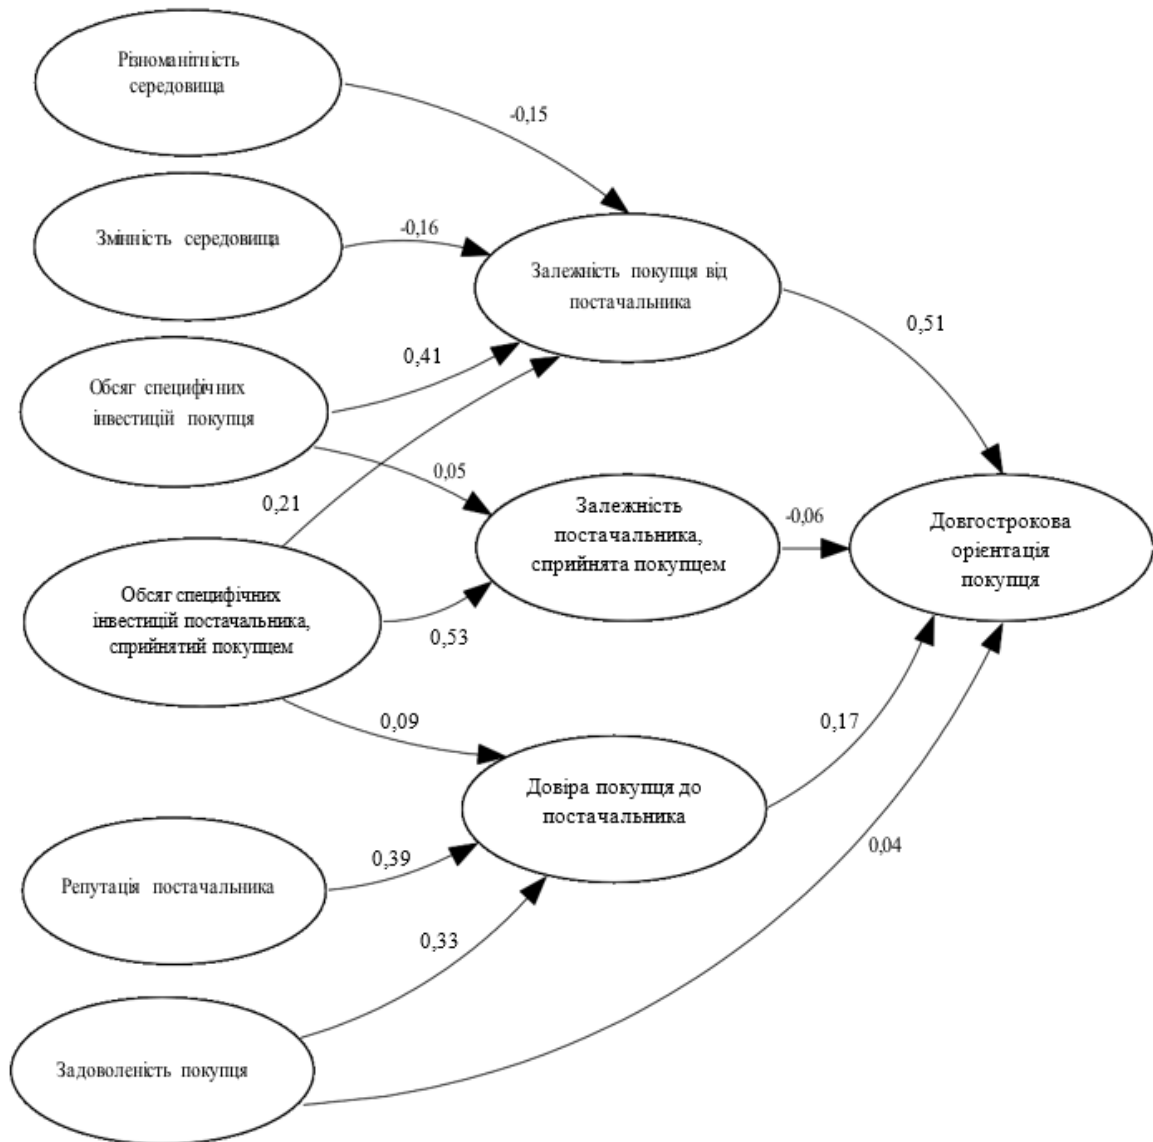 Різноманітність
середовища
-0,15
Змінність середовища
-0,16
Залежність покупця від
постачальника
0,51
Обсяг специфічних
інвестицій покупця
0,41
0,05
0,21
Залежність
постачальника,
сприйнята покупцем
-0,06
Довгострокова
орієнтація
покупця
Обсяг специфічних
інвестицій постачальника,
сприйнятий покупцем
0,53
0,09
Довіра покупця до
постачальника
0,17
Репутація постачальника
0,39
0,04
0,33
Задоволеність покупця